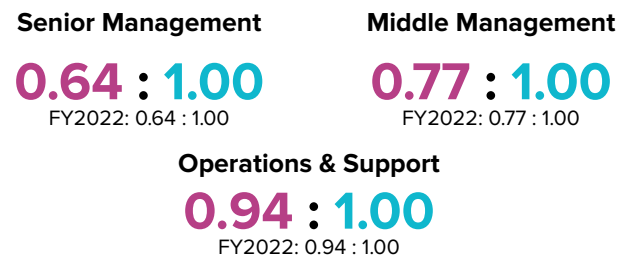 Senior Management
0.64 : 1.00
FY2022: 0.64 : 1.00
Middle Management
0.77 : 1.00
FY2022: 0.77 : 1.00
Operations & Support
0.94 : 1.00
FY2022: 0.94 : 1.00